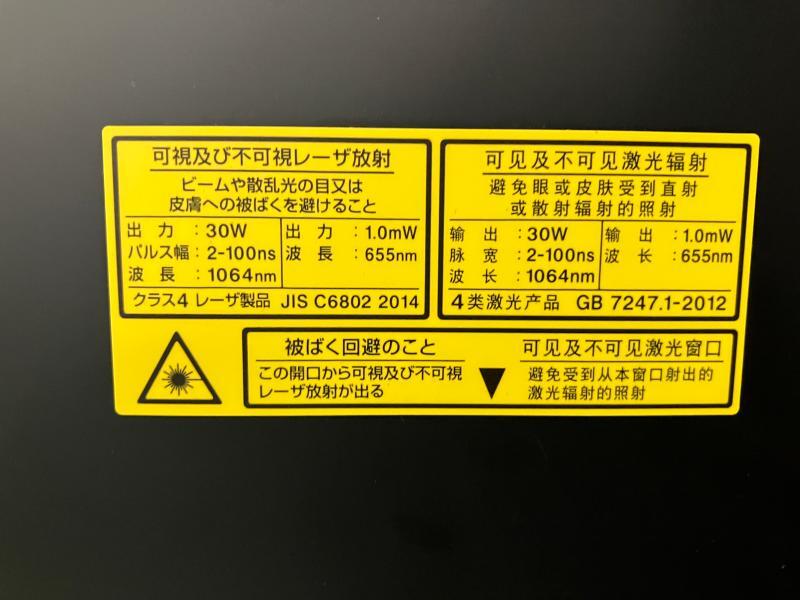 可視及び不可視レーザ放射
ビームや散乱光の目又は
皮膚への被ばくを避けること
出力 : 30W
パルス幅 : 2-100ns
波長 : 1064nm
出力 : 1.0mW
波長 : 655nm
クラス4 レーザ製品 JIS C6802 2014
可见及不可见激光辐射
避免眼或皮肤受到直射
或散射辐射的照射
输出 : 30W
脉宽 : 2-100ns
波长 : 1064nm
输出 : 1.0mW
波长 : 655nm
4类激光产品 GB 7247.1-2012
被ばく回避のこと
この開口から可視及び不可視
レーザ放射が出る
可见及不可见激光窗口
避免受到从本窗口射出的
激光辐射的照射